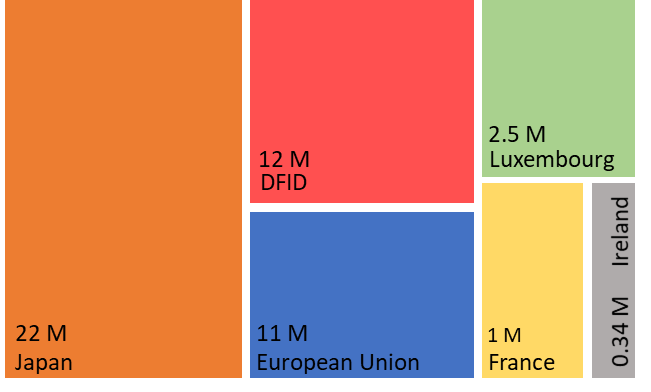 22 M
Japan
12 M
DFID
11 M
European Union
2.5 M
Luxembourg
1 M
France
0.34 M Ireland